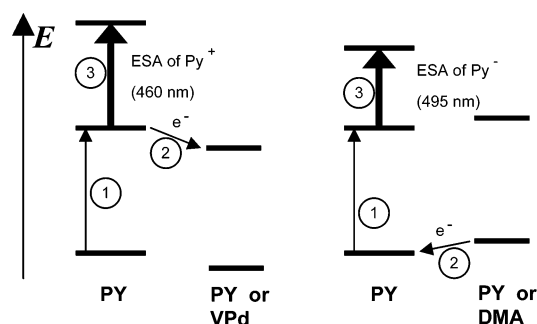 E
ESA of Py +
(460 nm)
3
e-
2
1
PY
PY or
VPd
ESA of Py -
(495 nm)
3
1
e-
2
PY
PY or
DMA